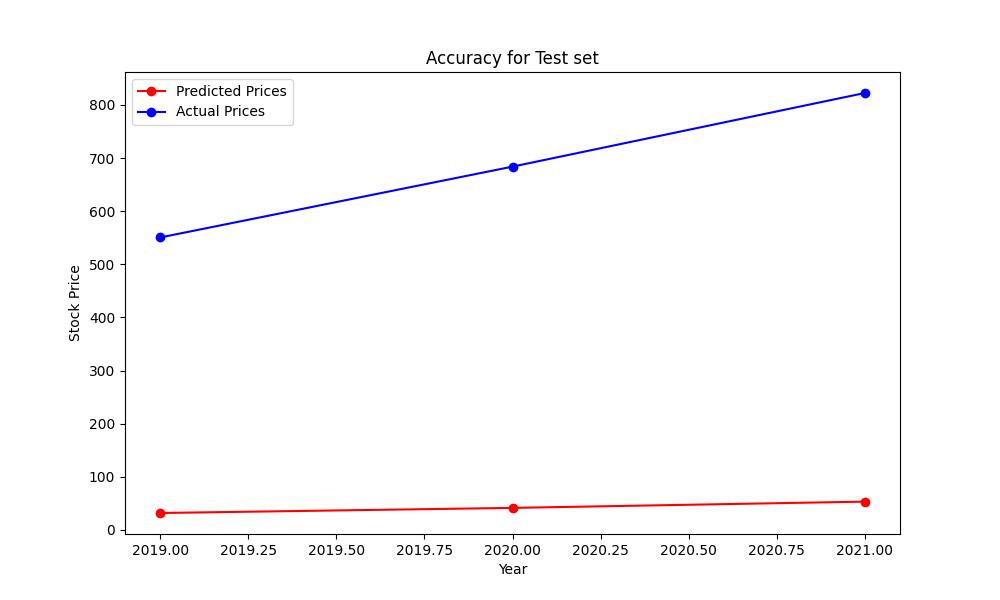 Accuracy for Test set
Predicted Prices
Actual Prices
800
700
600
500
400
300
200
100
0
Stock Price
2019.00 2019.25 2019.50 2019.75 2020.00 2020.25 2020.50 2020.75 2021.00
Year